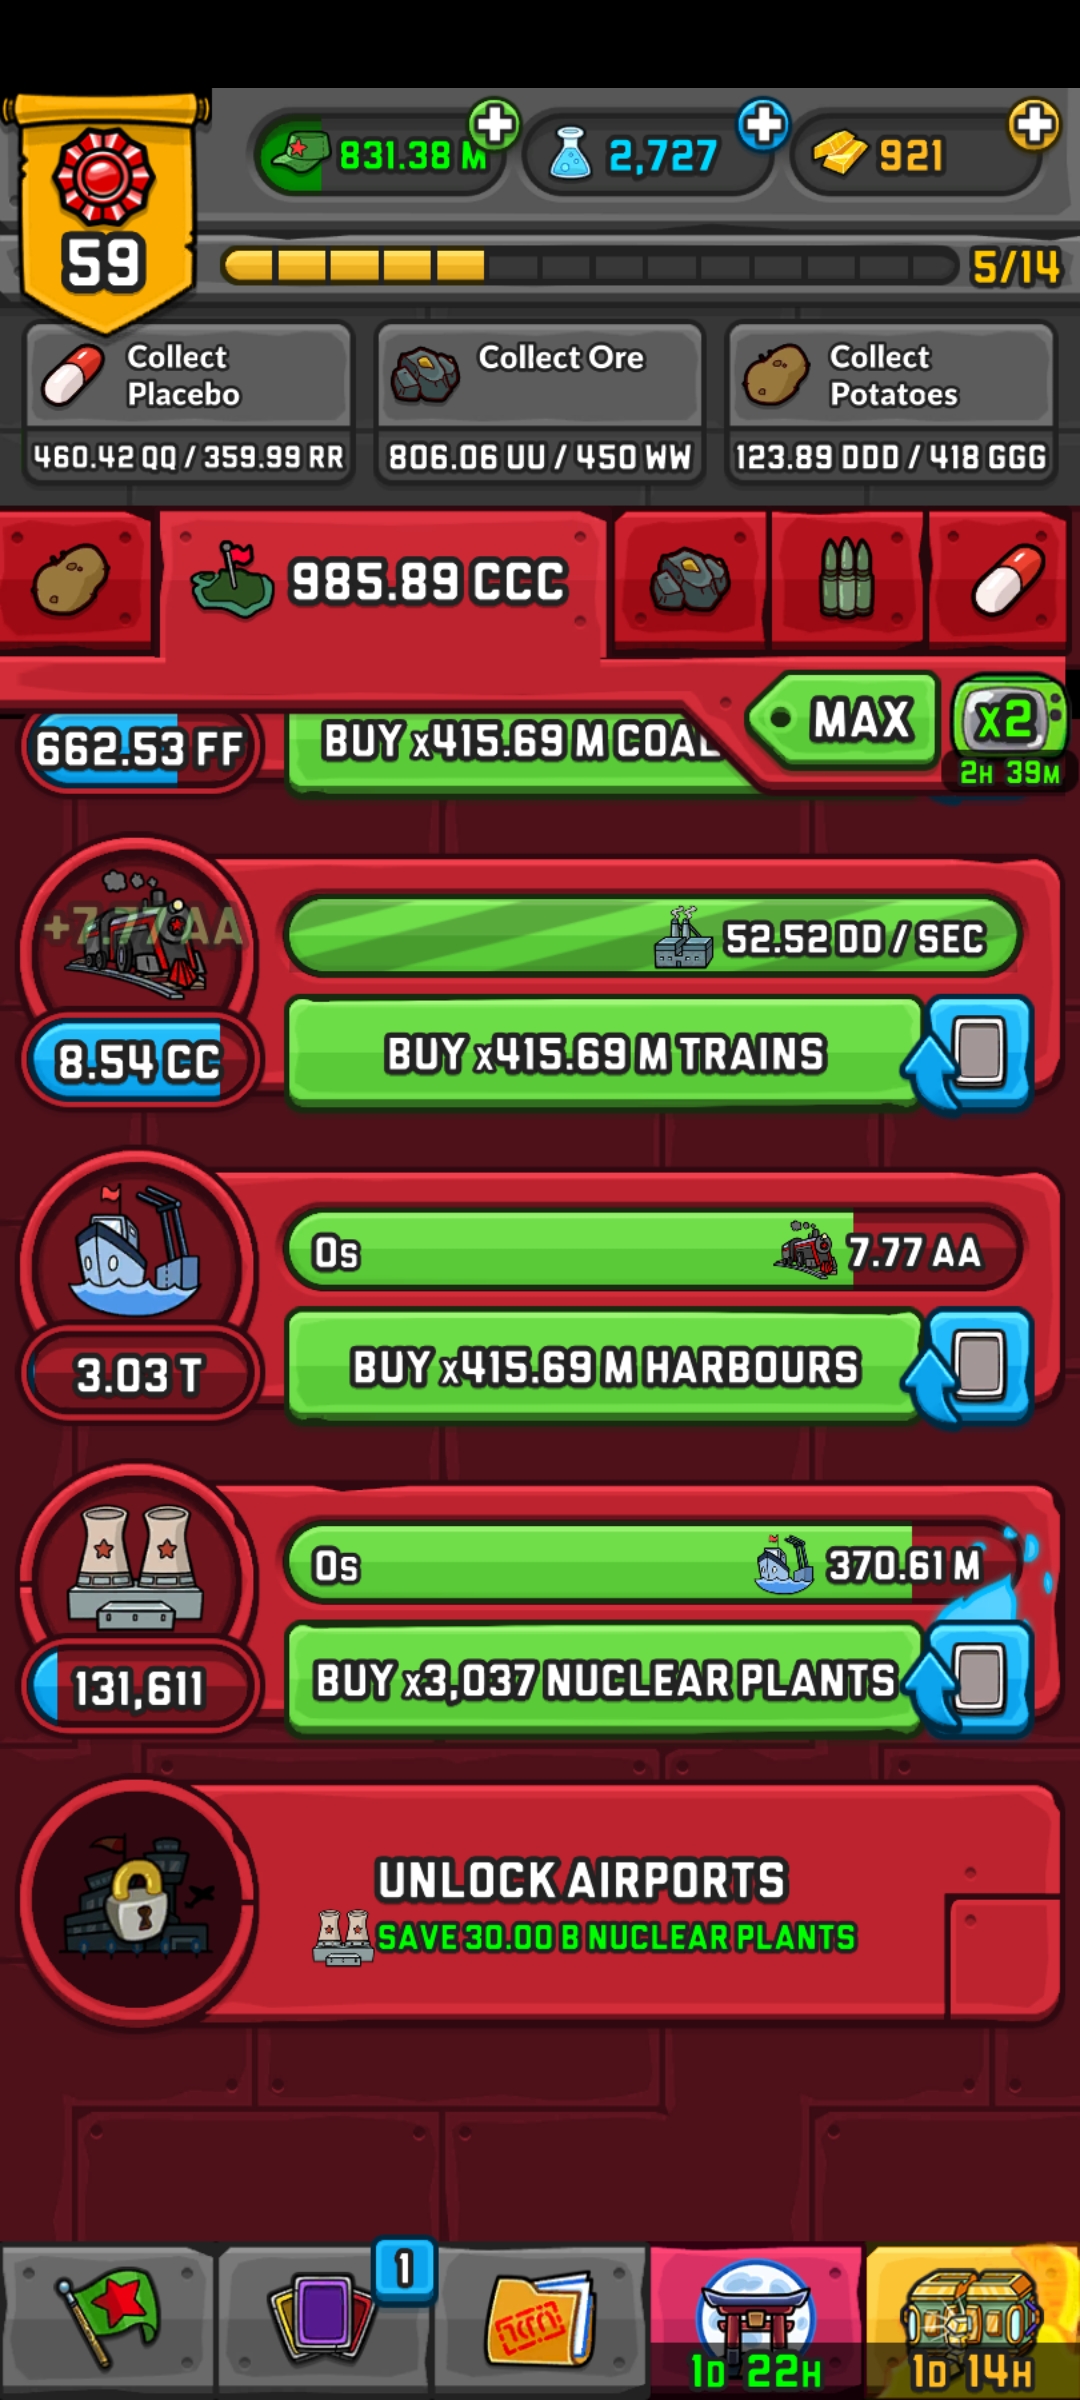 831.38 M
2,727
921
59
5/14
Collect
Placebo
460.42 QQ / 359.99 RR
Collect Ore
806.06 UU / 450 WW
Collect
Potatoes
123.89 DDD / 418 GGG
985.89 CCC
MAX
x2
2H 39M
662.53 FF
BUY x415.69 M COAL
+7.77 AA
52.52 DD / SEC
8.54 CC
BUY x415.69 M TRAINS
0s
7.77 AA
3.03 T
BUY x415.69 M HARBOURS
0s
370.61 M
131,611
BUY x3,037 NUCLEAR PLANTS
UNLOCK AIRPORTS
SAVE 30.00 B NUCLEAR PLANTS
1
1D 22H
1D 14H